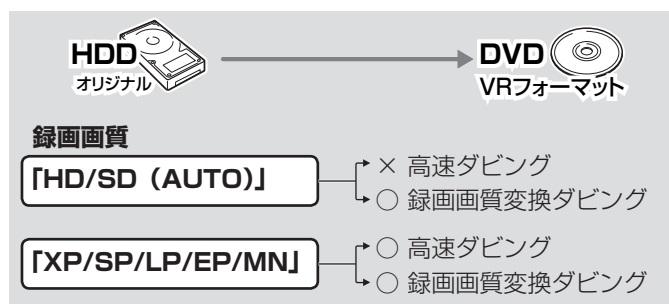 HDD
オリジナル
DVD
VRフォーマット
録画画質
「HD/SD（AUTO）」
× 高速ダビング
○ 録画画質変換ダビング
「XP/SP/LP/EP/MN」
○ 高速ダビング
○ 録画画質変換ダビング